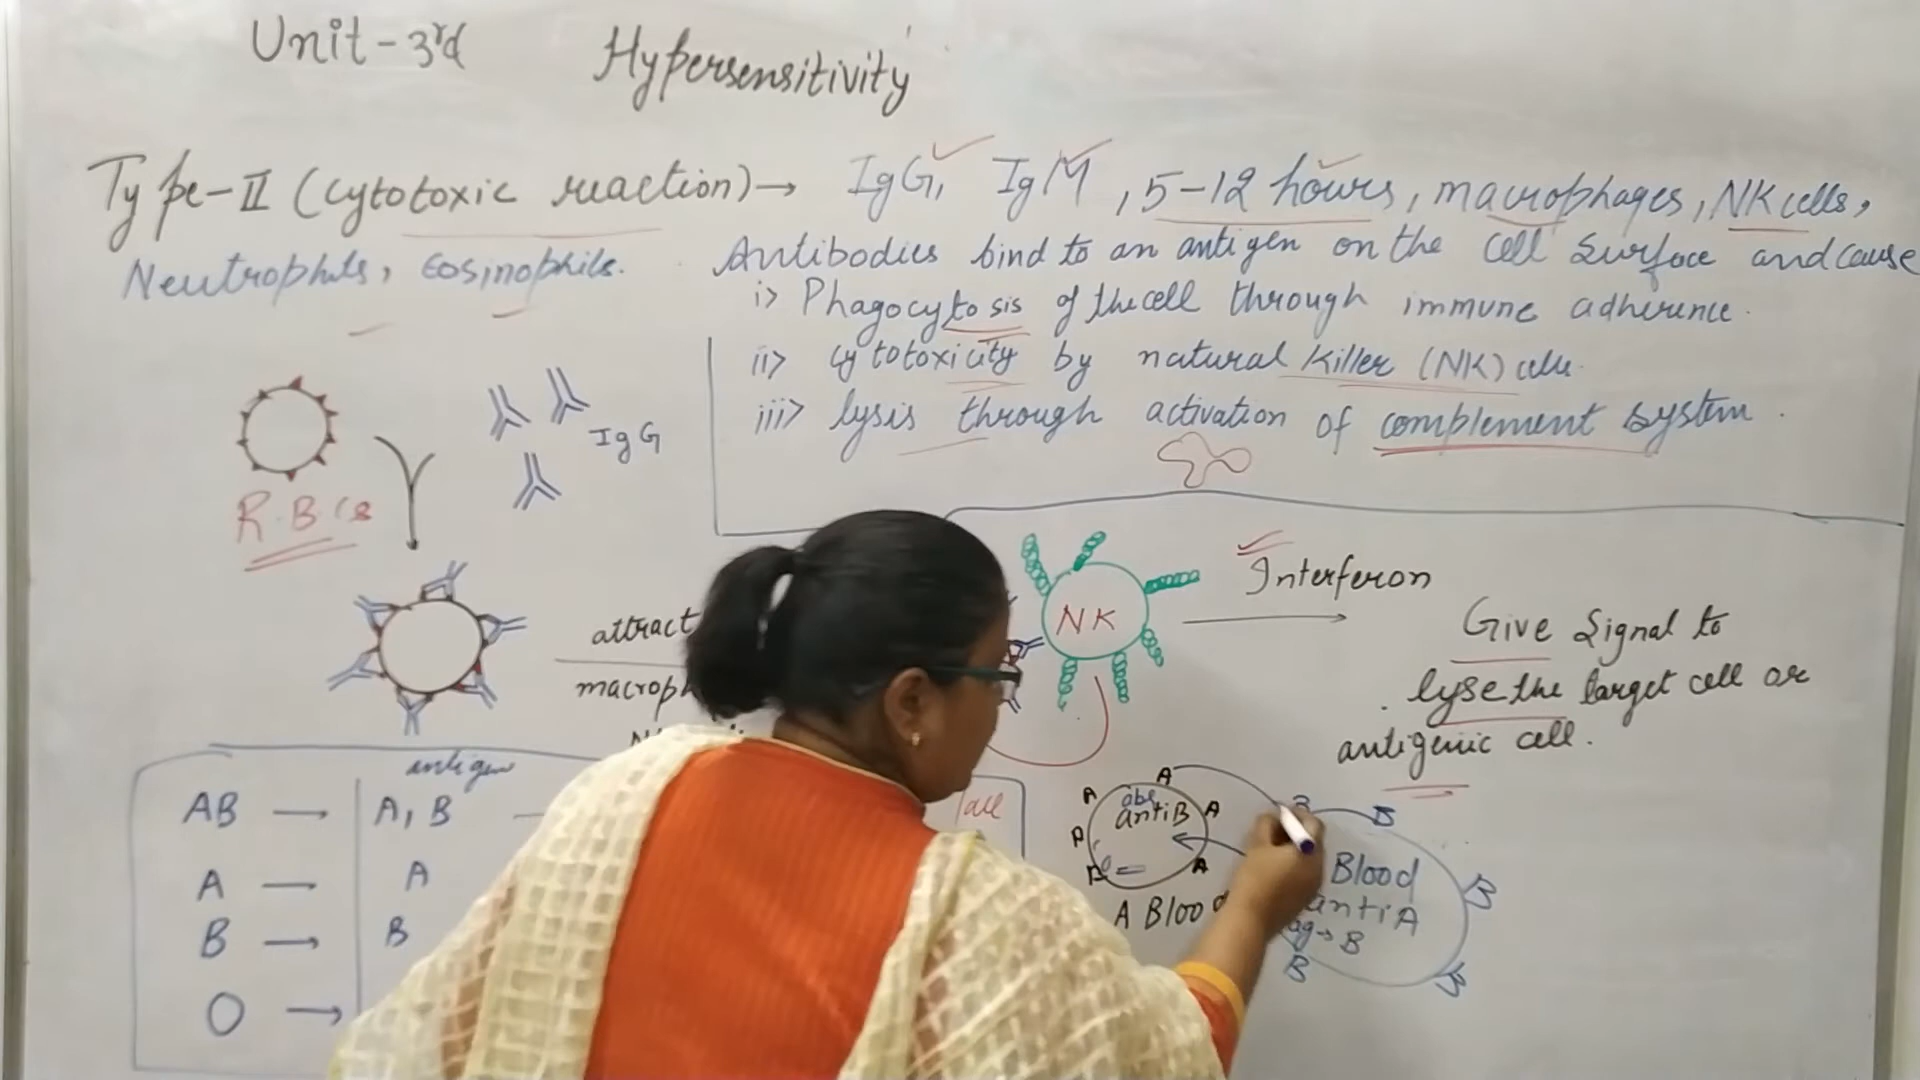 Unit-3rd Hypersensitivity
Type-II (Cytotoxic reaction) → IgG, IgM, 5-12 hours, macrophages, NK cells,
Neutrophils, Eosinophils.
Antibodies bind to an antigen on the cell surface and cause
i> Phagocytosis of the cell through immune adherence.
ii> cytotoxicity by natural killer (NK) cells.
iii> lysis through activation of complement system.
IgG
R.B.Cs
attract
macroph
NK
Interferon
Give Signal to
lyse the target cell or
antigenic cell.
antigen
AB → A, B
A → A
B → B
O →
A
A
A
A
antiB
A Blood
B
B
B
B
B
Blood
antiA
ag→ B